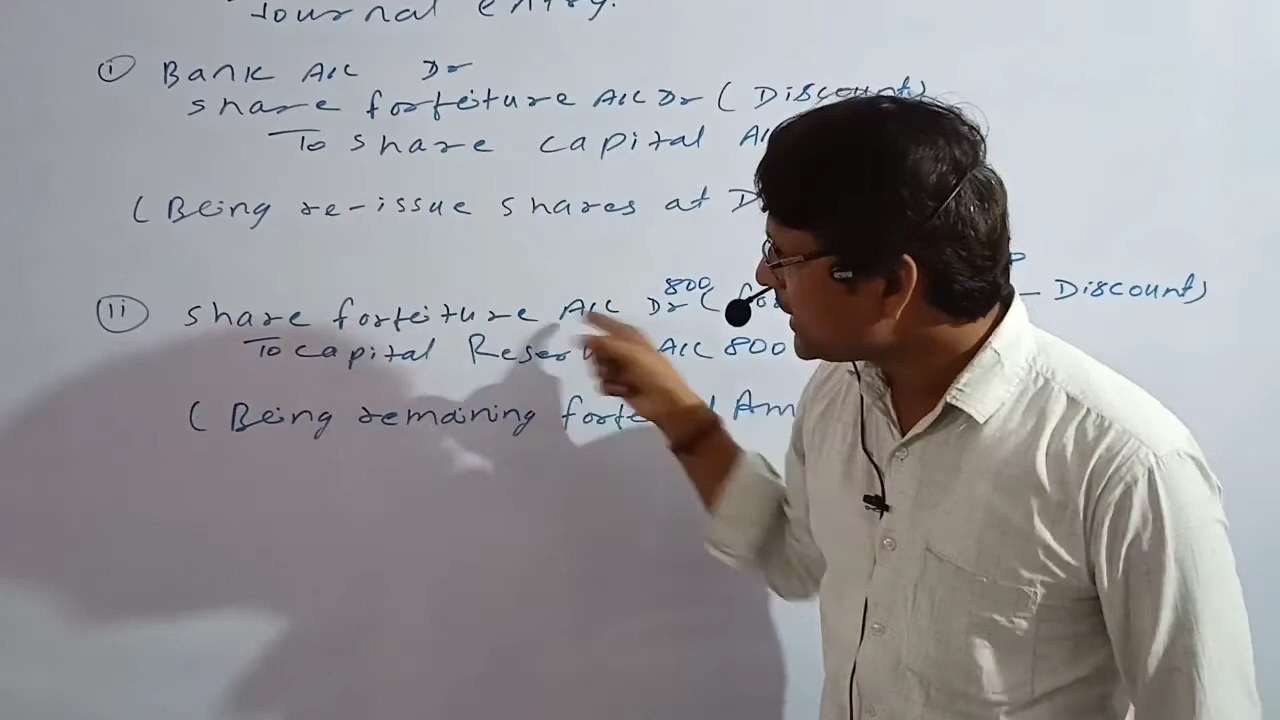 Journal entry.
i Bank A/c Dr
share forfeiture A/c Dr ( Discount)
To share capital A/c
( Being re-issue shares at D
ii share forfeiture A/c Dr 800 ( - Discount)
To capital Reserve A/c 800
( Being remaining Am